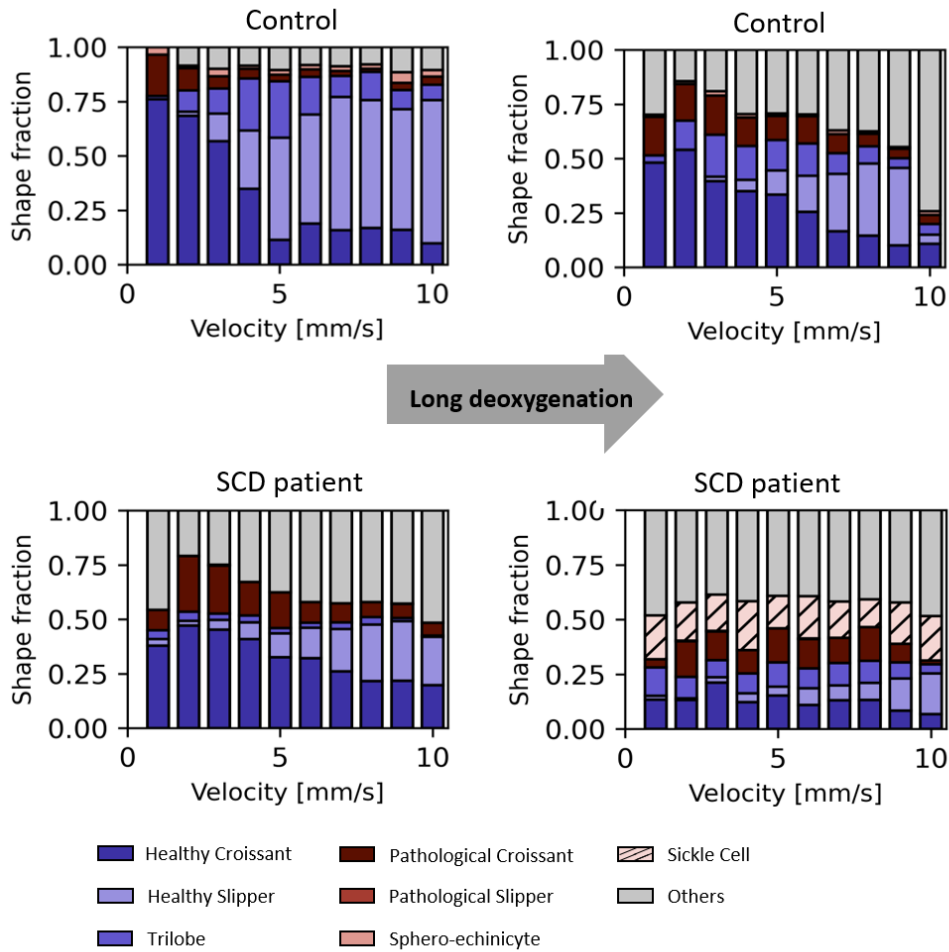 Control
Control
1.00
0.75
0.50
0.25
0.00
Shape fraction
0
5
10
Velocity [mm/s]
1.00
0.75
0.50
0.25
0.00
Shape fraction
0
5
10
Velocity [mm/s]
Long deoxygenation
SCD patient
SCD patient
1.00
0.75
0.50
0.25
0.00
Shape fraction
0
5
10
Velocity [mm/s]
1.00
0.75
0.50
0.25
0.00
Shape fraction
0
5
10
Velocity [mm/s]
Healthy Croissant
Pathological Croissant
Sickle Cell
Healthy Slipper
Pathological Slipper
Others
Trilobe
Sphero-echinicyte